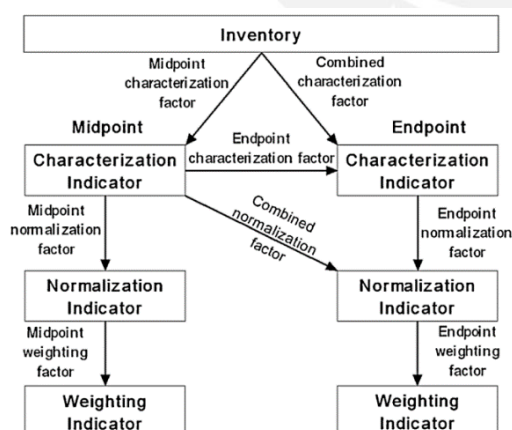 Inventory
Midpoint
characterization
factor
Combined
characterization
factor
Midpoint
Endpoint
Endpoint
characterization factor
Characterization
Indicator
Characterization
Indicator
Midpoint
normalization
factor
Combined
normalization
factor
Endpoint
normalization
factor
Normalization
Indicator
Normalization
Indicator
Midpoint
weighting
factor
Endpoint
weighting
factor
Weighting
Indicator
Weighting
Indicator